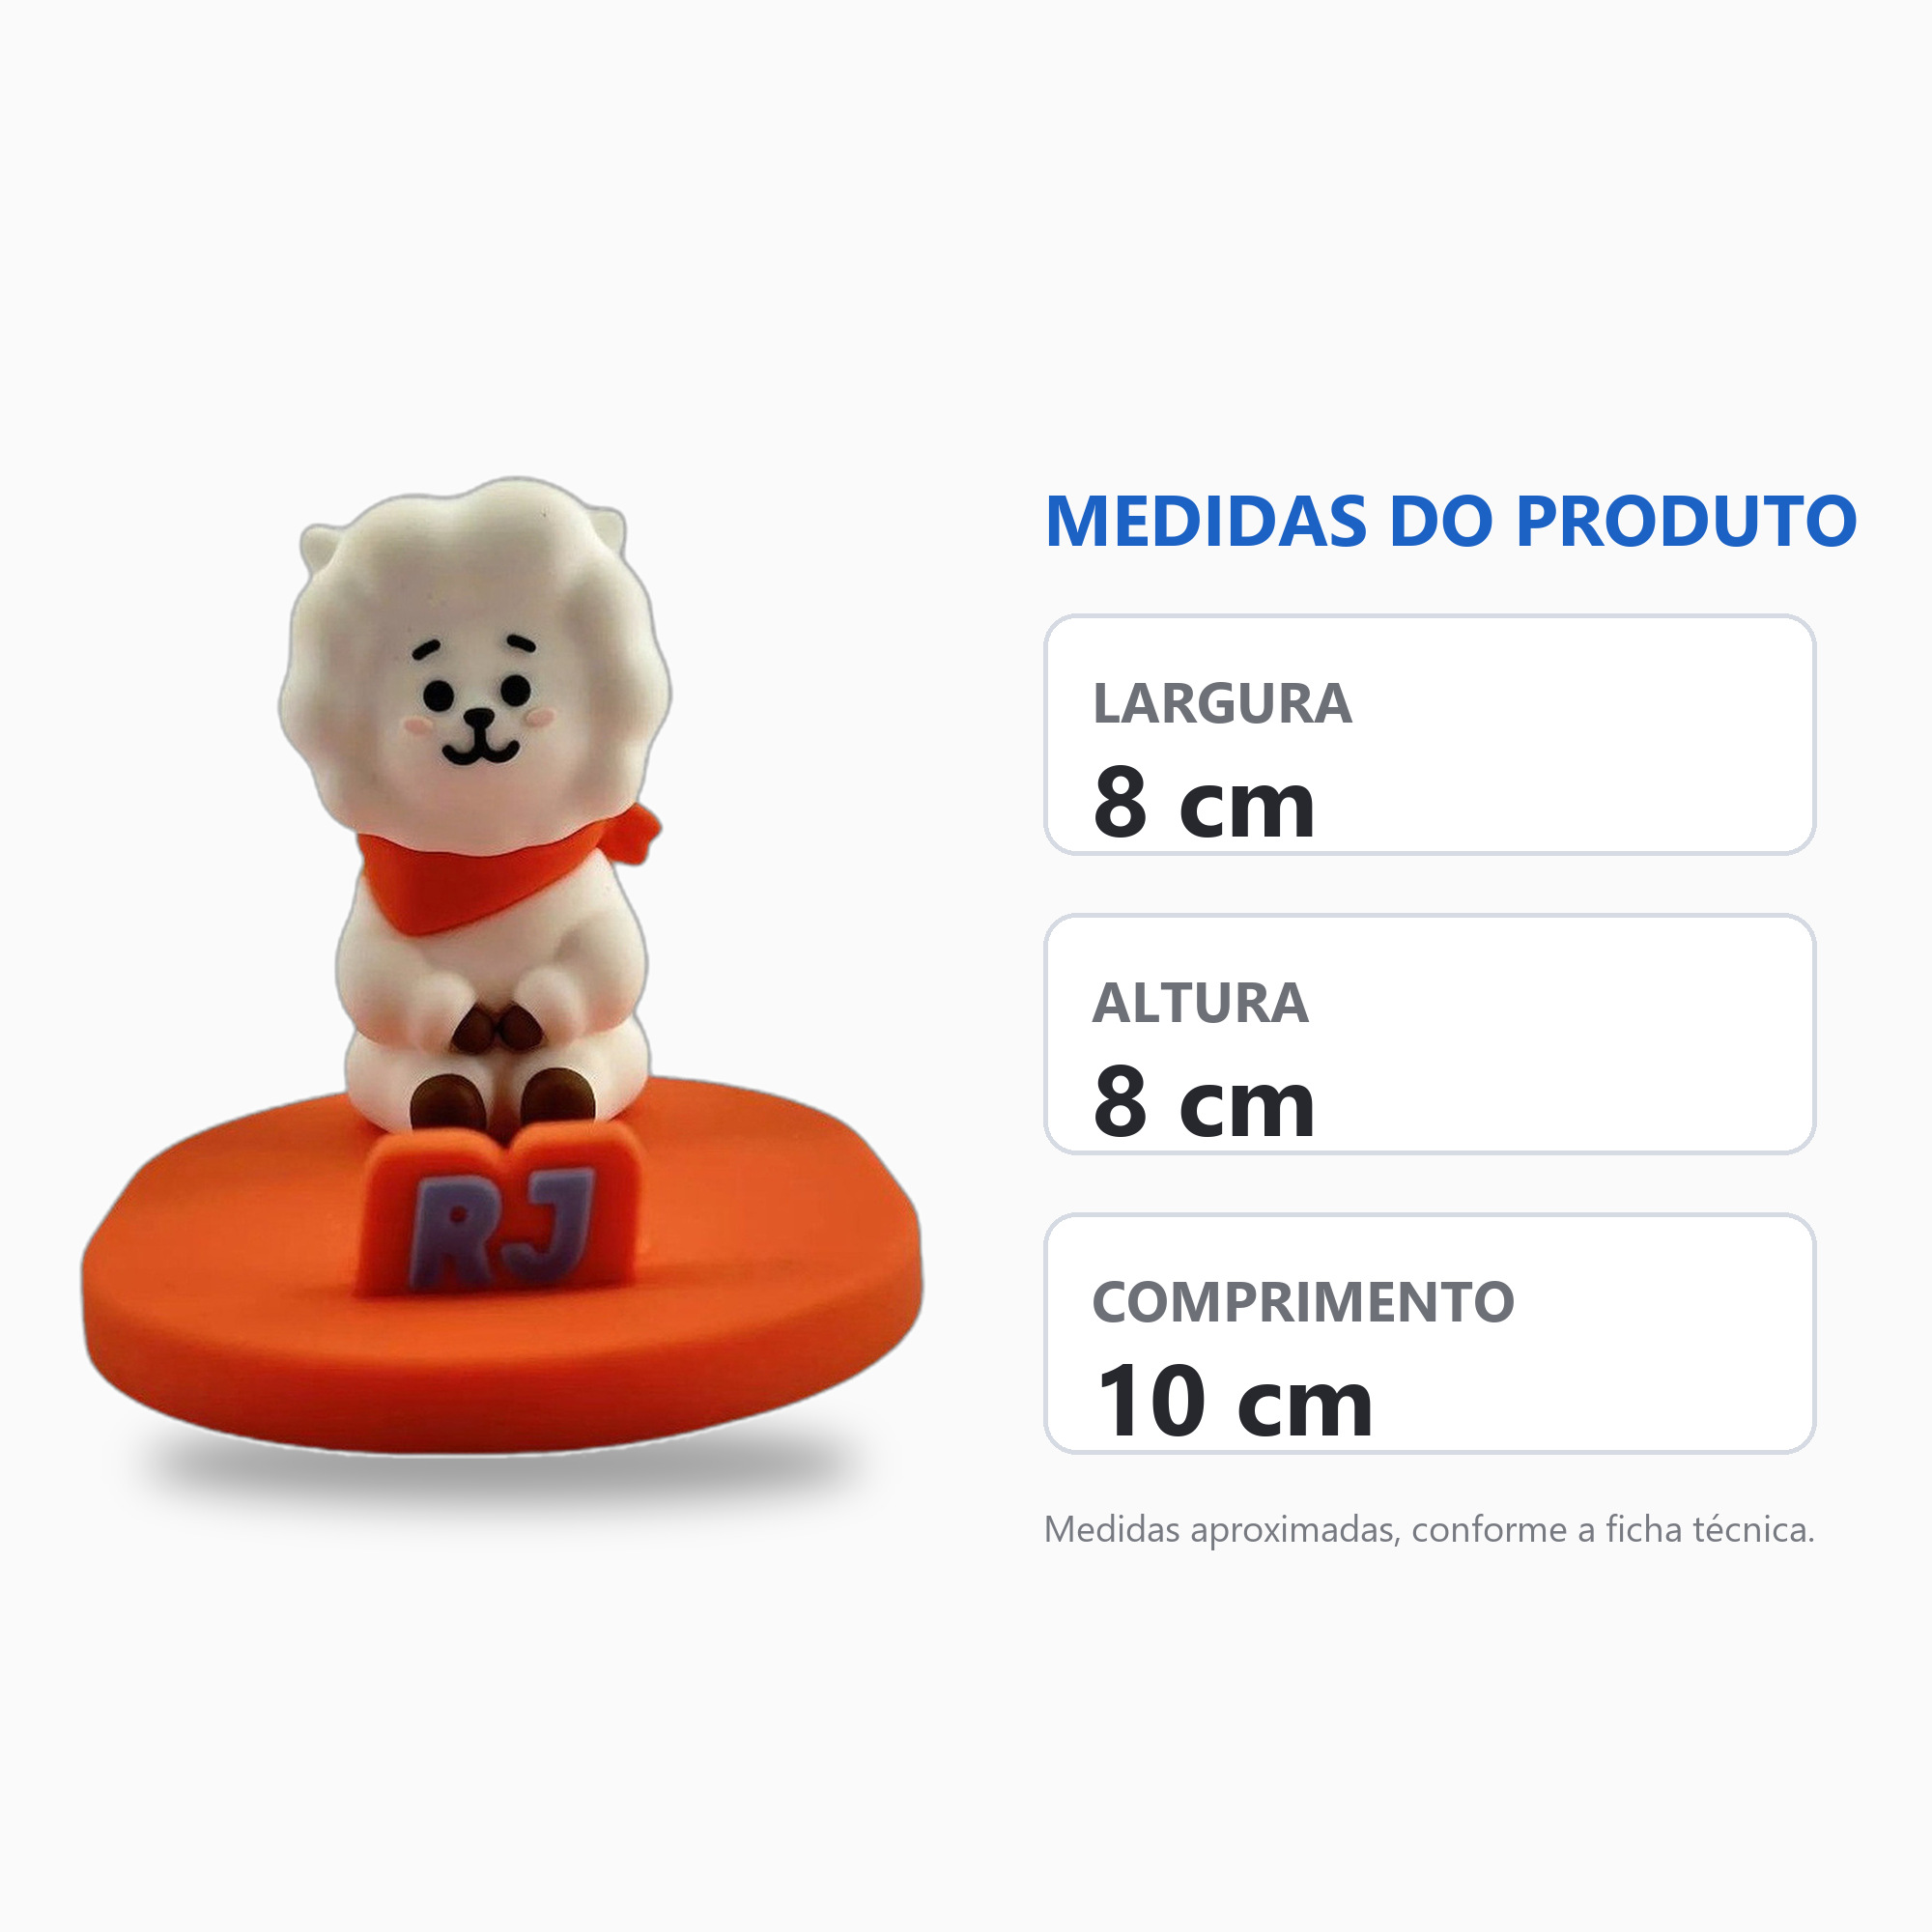 MEDIDAS DO PRODUTO
LARGURA
8 cm
ALTURA
8 cm
COMPRIMENTO
10 cm
Medidas aproximadas, conforme a ficha técnica.
RJ